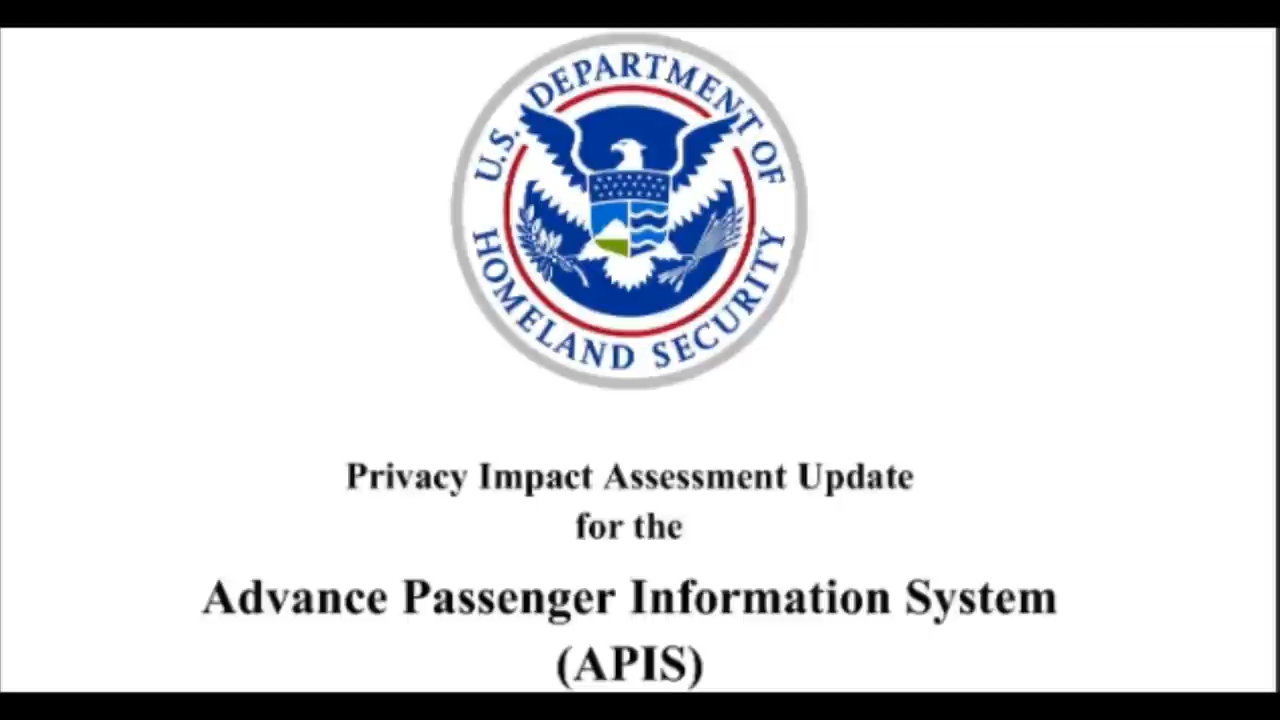 U.S. DEPARTMENT OF
HOMELAND SECURITY
Privacy Impact Assessment Update
for the
Advance Passenger Information System
(APIS)